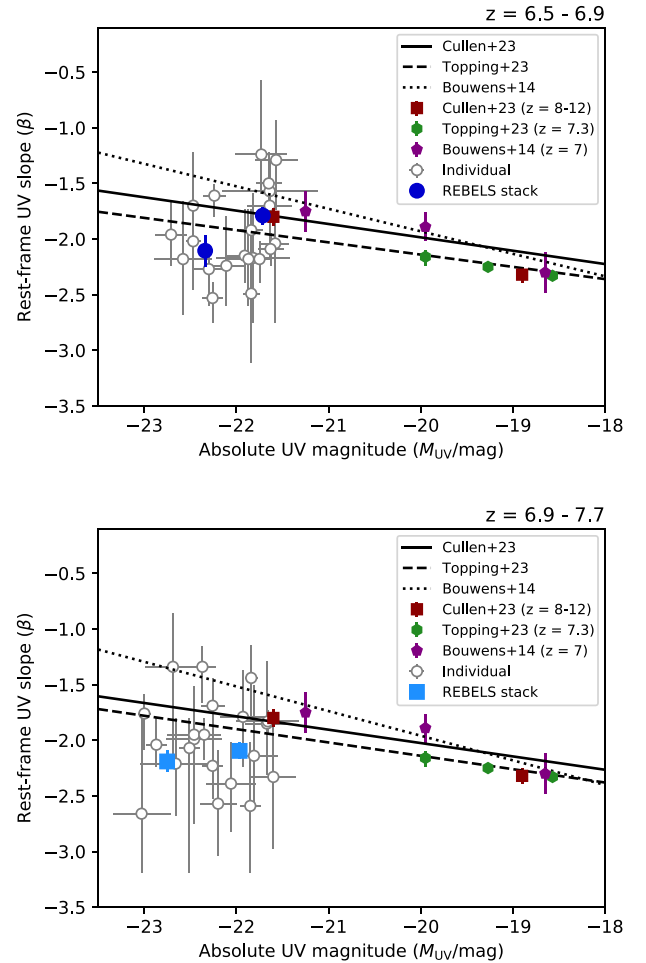 z = 6.5 - 6.9
Cullen+23
Topping+23
Bouwens+14
Cullen+23 (z = 8-12)
Topping+23 (z = 7.3)
Bouwens+14 (z = 7)
Individual
REBELS stack
−0.5
−1.0
−1.5
−2.0
−2.5
−3.0
−3.5
Rest-frame UV slope (β)
−23
−22
−21
−20
−19
−18
Absolute UV magnitude (M_UV/mag)
z = 6.9 - 7.7
Cullen+23
Topping+23
Bouwens+14
Cullen+23 (z = 8-12)
Topping+23 (z = 7.3)
Bouwens+14 (z = 7)
Individual
REBELS stack
−0.5
−1.0
−1.5
−2.0
−2.5
−3.0
−3.5
Rest-frame UV slope (β)
−23
−22
−21
−20
−19
−18
Absolute UV magnitude (M_UV/mag)